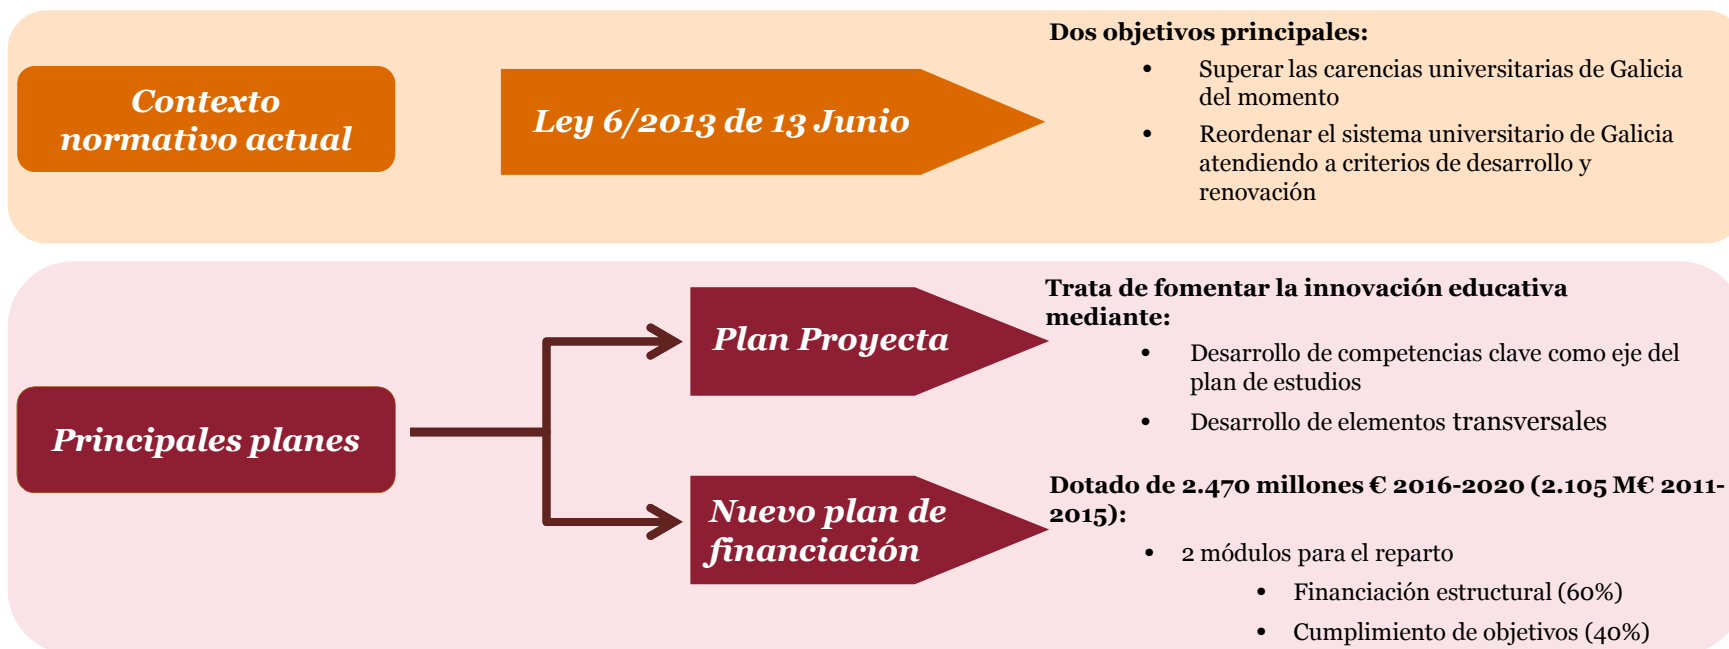 Contexto
normativo actual
Ley 6/2013 de 13 Junio
Dos objetivos principales:
• Superar las carencias universitarias de Galicia
del momento
• Reordenar el sistema universitario de Galicia
atendiendo a criterios de desarrollo y
renovación
Principales planes
Plan Proyecta
Trata de fomentar la innovación educativa
mediante:
• Desarrollo de competencias clave como eje del
plan de estudios
• Desarrollo de elementos transversales
Nuevo plan de
financiación
Dotado de 2.470 millones € 2016-2020 (2.105 M€ 2011-
2015):
• 2 módulos para el reparto
• Financiación estructural (60%)
• Cumplimiento de objetivos (40%)